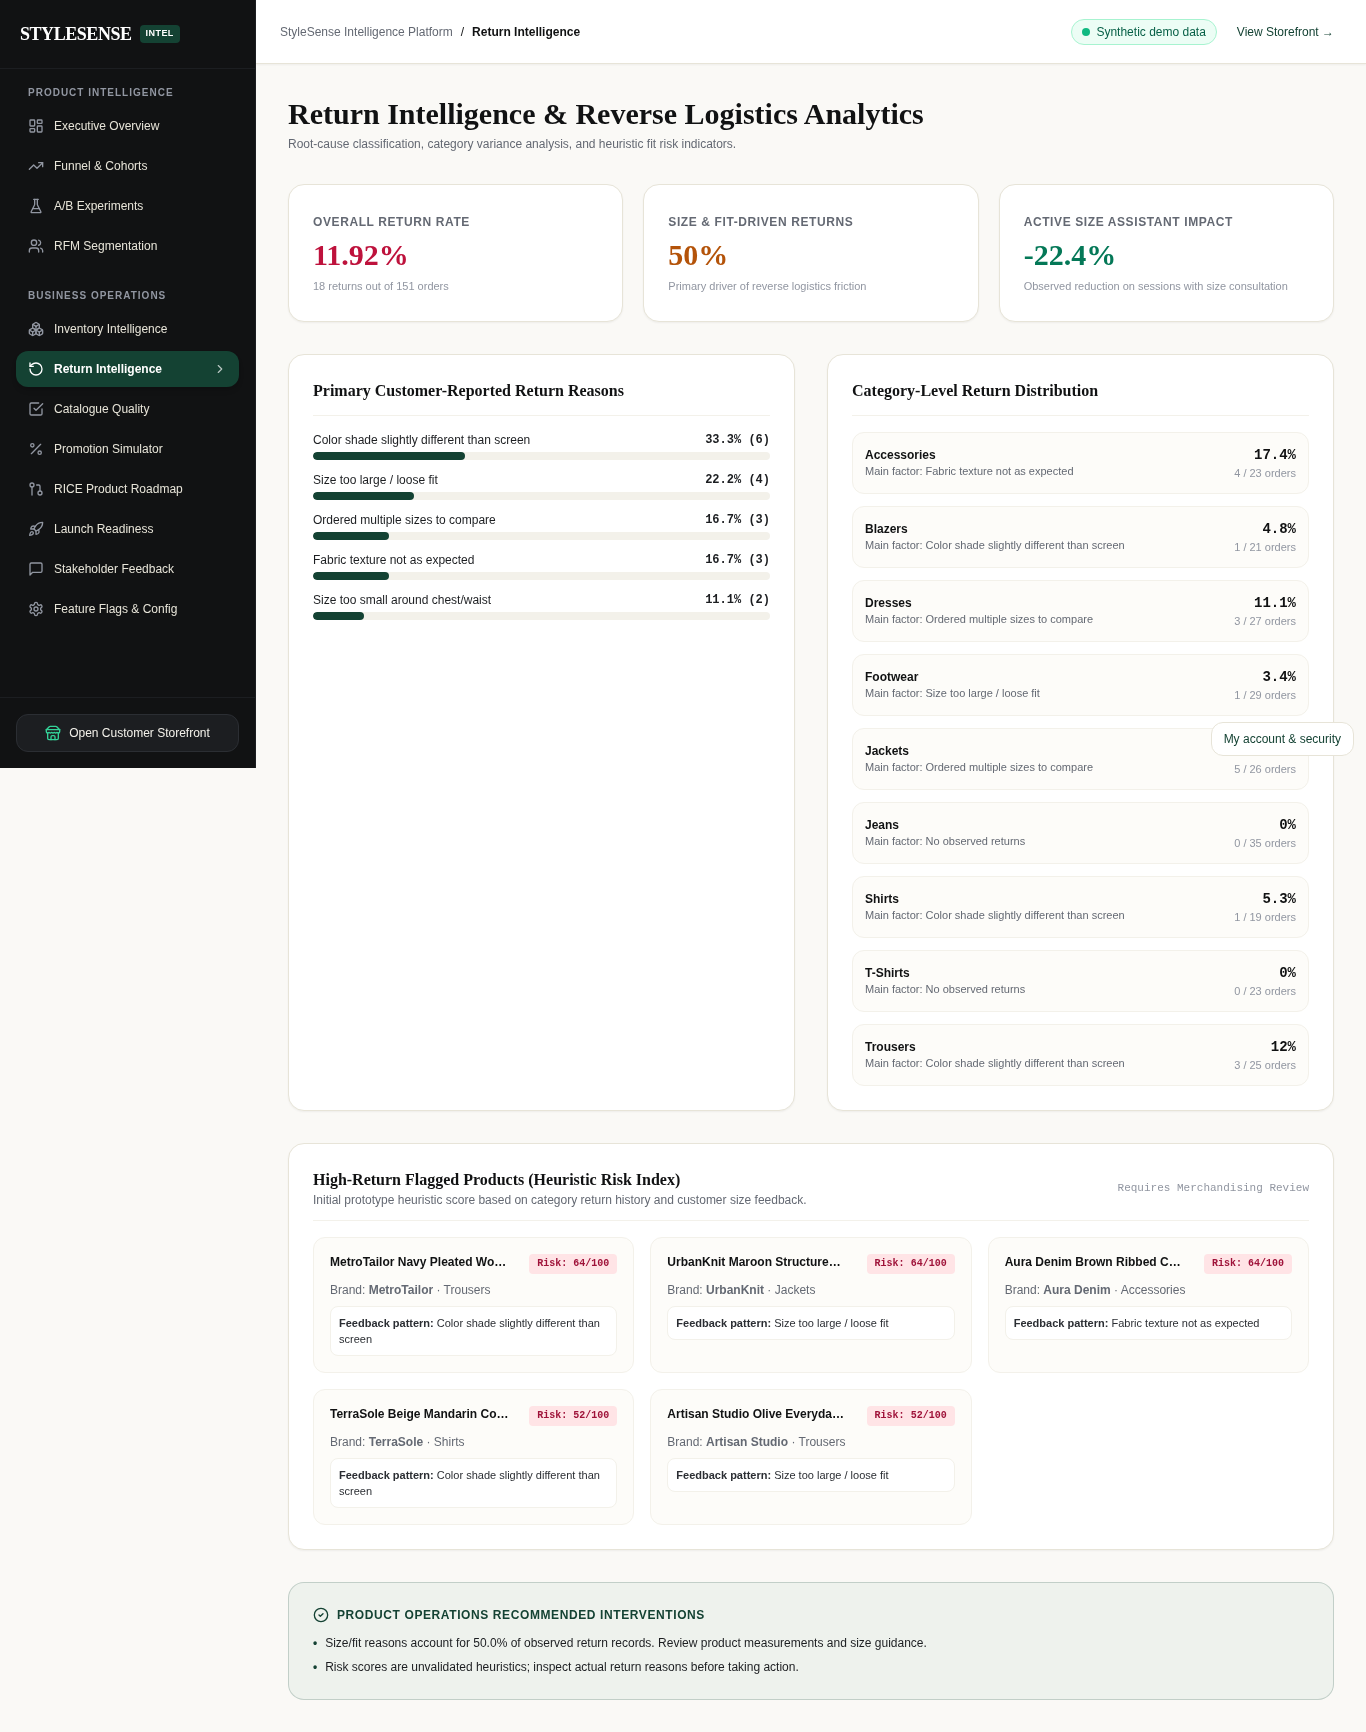 STYLESENSE INTEL
PRODUCT INTELLIGENCE
Executive Overview
Funnel & Cohorts
A/B Experiments
RFM Segmentation
BUSINESS OPERATIONS
Inventory Intelligence
Return Intelligence
Catalogue Quality
Promotion Simulator
RICE Product Roadmap
Launch Readiness
Stakeholder Feedback
Feature Flags & Config
Open Customer Storefront
StyleSense Intelligence Platform / Return Intelligence
Synthetic demo data
View Storefront →
Return Intelligence & Reverse Logistics Analytics
Root-cause classification, category variance analysis, and heuristic fit risk indicators.
OVERALL RETURN RATE
11.92%
18 returns out of 151 orders
SIZE & FIT-DRIVEN RETURNS
50%
Primary driver of reverse logistics friction
ACTIVE SIZE ASSISTANT IMPACT
-22.4%
Observed reduction on sessions with size consultation
Primary Customer-Reported Return Reasons
Color shade slightly different than screen 33.3% (6)
Size too large / loose fit 22.2% (4)
Ordered multiple sizes to compare 16.7% (3)
Fabric texture not as expected 16.7% (3)
Size too small around chest/waist 11.1% (2)
Category-Level Return Distribution
Accessories 17.4%
Main factor: Fabric texture not as expected 4 / 23 orders
Blazers 4.8%
Main factor: Color shade slightly different than screen 1 / 21 orders
Dresses 11.1%
Main factor: Ordered multiple sizes to compare 3 / 27 orders
Footwear 3.4%
Main factor: Size too large / loose fit 1 / 29 orders
Jackets
My account & security
Main factor: Ordered multiple sizes to compare 5 / 26 orders
Jeans 0%
Main factor: No observed returns 0 / 35 orders
Shirts 5.3%
Main factor: Color shade slightly different than screen 1 / 19 orders
T-Shirts 0%
Main factor: No observed returns 0 / 23 orders
Trousers 12%
Main factor: Color shade slightly different than screen 3 / 25 orders
High-Return Flagged Products (Heuristic Risk Index)
Initial prototype heuristic score based on category return history and customer size feedback.
Requires Merchandising Review
MetroTailor Navy Pleated Wo... Risk: 64/100
Brand: MetroTailor · Trousers
Feedback pattern: Color shade slightly different than
screen
UrbanKnit Maroon Structure... Risk: 64/100
Brand: UrbanKnit · Jackets
Feedback pattern: Size too large / loose fit
Aura Denim Brown Ribbed C... Risk: 64/100
Brand: Aura Denim · Accessories
Feedback pattern: Fabric texture not as expected
TerraSole Beige Mandarin Co... Risk: 52/100
Brand: TerraSole · Shirts
Feedback pattern: Color shade slightly different than
screen
Artisan Studio Olive Everyda... Risk: 52/100
Brand: Artisan Studio · Trousers
Feedback pattern: Size too large / loose fit
PRODUCT OPERATIONS RECOMMENDED INTERVENTIONS
• Size/fit reasons account for 50.0% of observed return records. Review product measurements and size guidance.
• Risk scores are unvalidated heuristics; inspect actual return reasons before taking action.